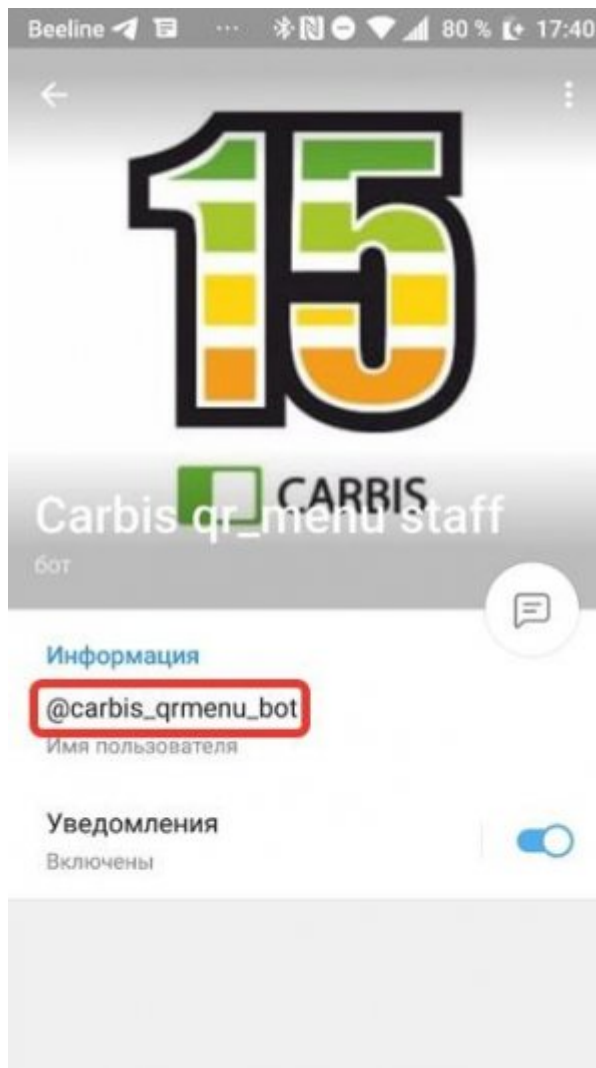 Beeline ... 80 % 17:40
15
CARBIS
Carbis qr_menu staff
бот
Информация
@carbis_qrmenu_bot
Имя пользователя
Уведомления
Включены